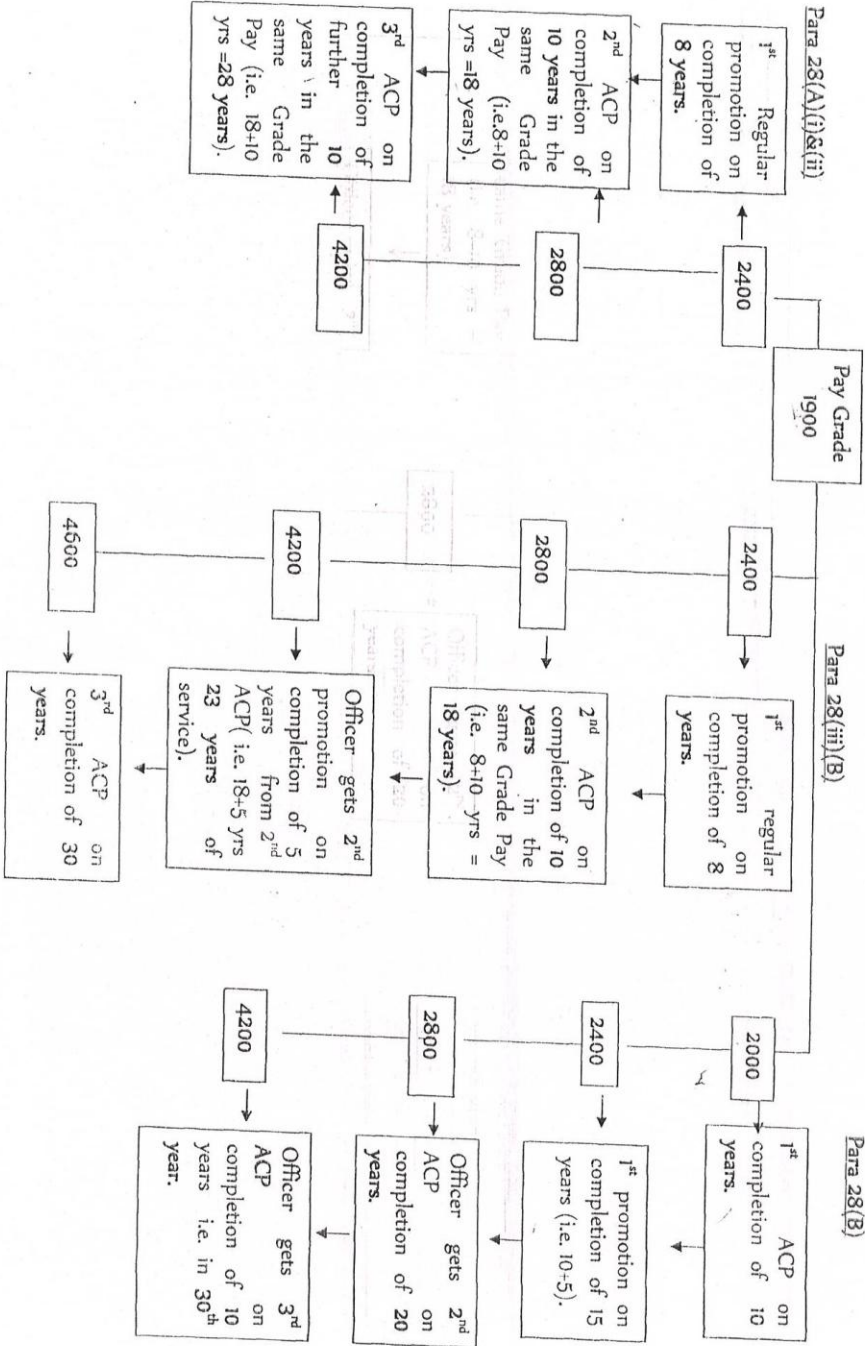 Para 28(A)(i)&(ii)
1st Regular
promotion on
completion of
8 years.
2nd ACP on
completion of
10 years in the
same Grade
Pay (i.e.8+10
yrs =18 years).
3rd ACP on
completion of
further 10
years in the
same Grade
Pay (i.e. 18+10
yrs =28 years).
2400
2800
4200
Pay Grade
1900
Para 28(iii)(B)
2400
2800
4200
4600
1st regular
promotion on
completion of 8
years.
2nd ACP on
completion of 10
years in the
same Grade Pay
(i.e. 8+10 yrs =
18 years).
Officer gets 2nd
promotion on
completion of 5
years from 2nd
ACP( i.e. 18+5 yrs
23 years of
service).
3rd ACP on
completion of 30
years.
Para 28(B)
2000
2400
2800
4200
1st ACP on
completion of 10
years.
1st promotion on
completion of 15
years (i.e. 10+5).
Officer gets 2nd
ACP on
completion of 20
years.
Officer gets 3rd
ACP on
completion of 10
years i.e. in 30th
year.